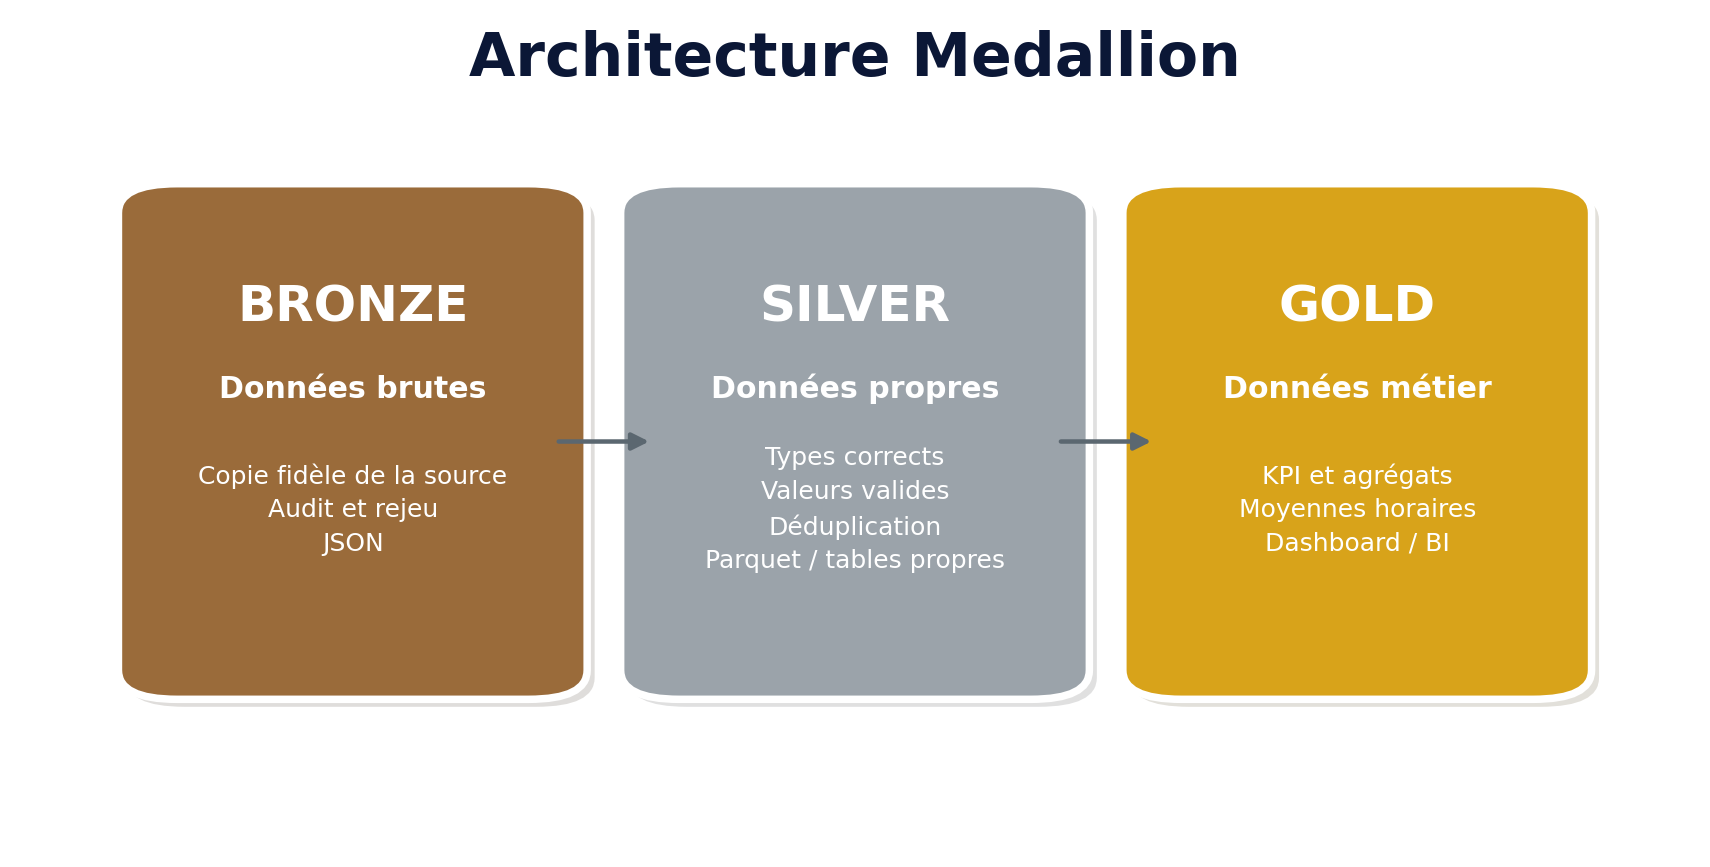 Architecture Medallion
BRONZE
Données brutes
Copie fidèle de la source
Audit et rejeu
JSON
SILVER
Données propres
Types corrects
Valeurs valides
Déduplication
Parquet / tables propres
GOLD
Données métier
KPI et agrégats
Moyennes horaires
Dashboard / BI